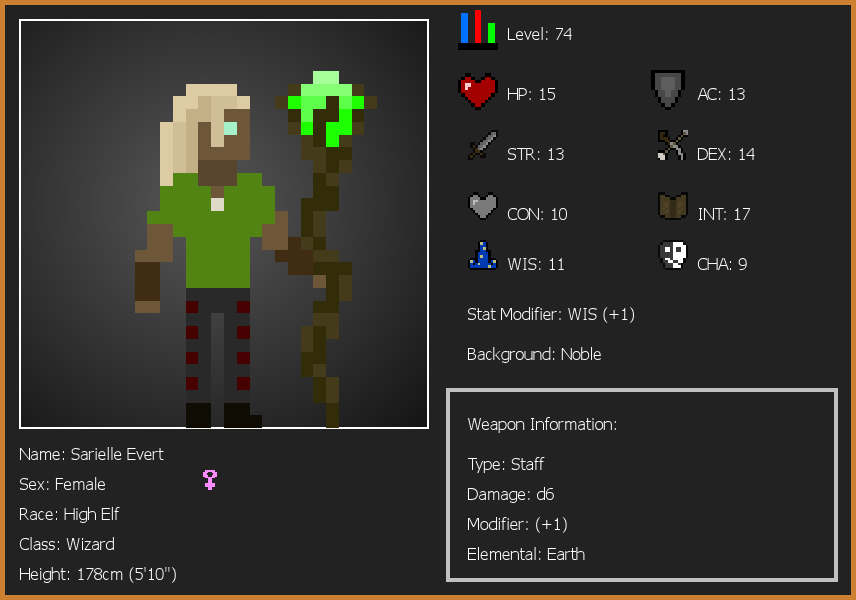 Level: 74
HP: 15
AC: 13
STR: 13
DEX: 14
CON: 10
INT: 17
WIS: 11
CHA: 9
Stat Modifier: WIS (+1)
Background: Noble
Weapon Information:
Type: Staff
Damage: d6
Modifier: (+1)
Elemental: Earth
Name: Sarielle Evert
Sex: Female
Race: High Elf
Class: Wizard
Height: 178cm (5'10")